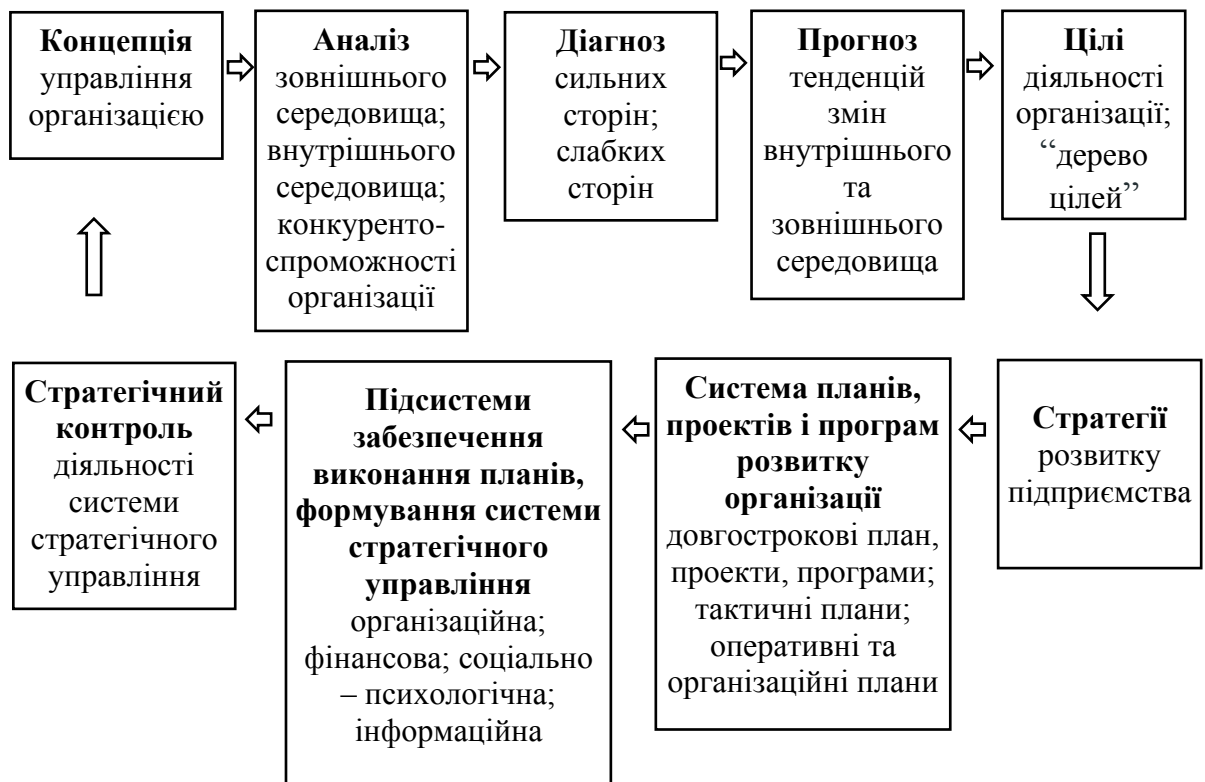 Концепція
управління
організацією
Аналіз
зовнішнього
середовища;
внутрішнього
середовища;
конкуренто-
спроможності
організації
Діагноз
сильних
сторін;
слабких
сторін
Прогноз
тенденцій
змін
внутрішнього
та
зовнішнього
середовища
Цілі
діяльності
організації;
“дерево
цілей”
Стратегії
розвитку
підприємства
Система планів,
проектів і програм
розвитку
організації
довгострокові план,
проекти, програми;
тактичні плани;
оперативні та
організаційні плани
Підсистеми
забезпечення
виконання планів,
формування системи
стратегічного
управління
організаційна;
фінансова; соціально
– психологічна;
інформаційна
Стратегічний
контроль
діяльності
системи
стратегічного
управління